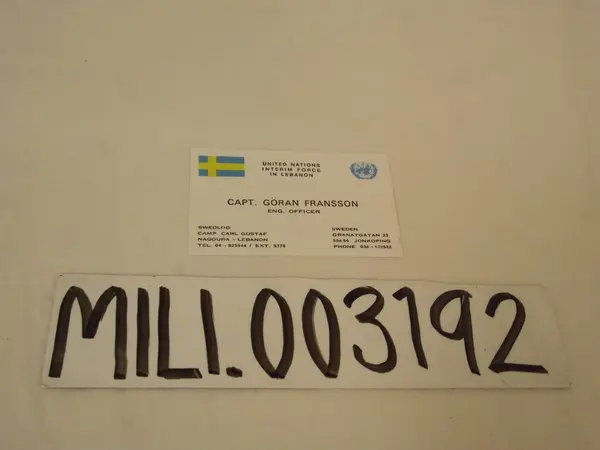 UNITED NATIONS
INTERIM FORCE
IN LEBANON
CAPT. GÖRAN FRANSSON
ENG. OFFICER
SWEDLOG
CAMP CARL GUSTAF
NAQOURA - LEBANON
SWEDEN
MILI.003192